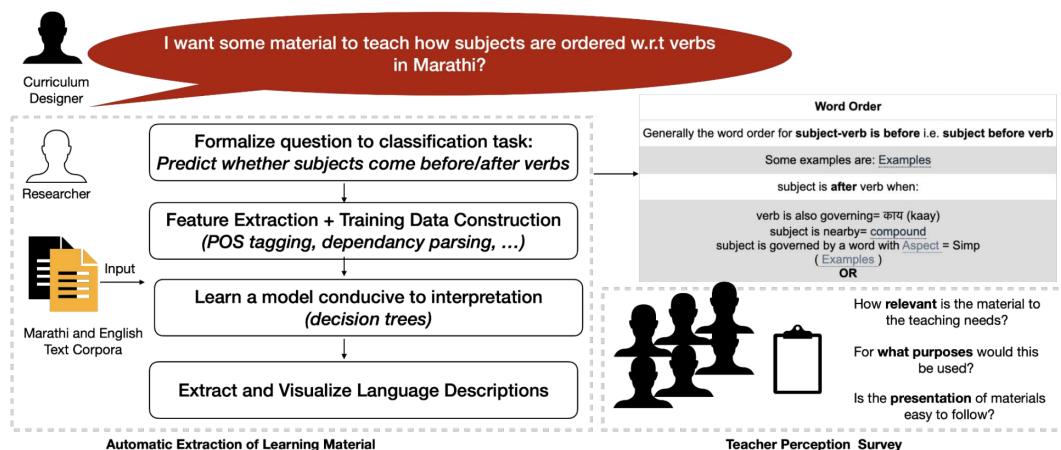 I want some material to teach how subjects are ordered w.r.t verbs
in Marathi?
Curriculum
Designer
Researcher
Formalize question to classification task:
Predict whether subjects come before/after verbs
Feature Extraction + Training Data Construction
(POS tagging, dependancy parsing, ...)
Input
Marathi and English
Text Corpora
Learn a model conducive to interpretation
(decision trees)
Extract and Visualize Language Descriptions
Automatic Extraction of Learning Material
Word Order
Generally the word order for subject-verb is before i.e. subject before verb
Some examples are: Examples
subject is after verb when:
verb is also governing= काय (kaay)
subject is nearby= compound
subject is governed by a word with Aspect = Simp
( Examples )
OR
How relevant is the material to
the teaching needs?
For what purposes would this
be used?
Is the presentation of materials
easy to follow?
Teacher Perception Survey